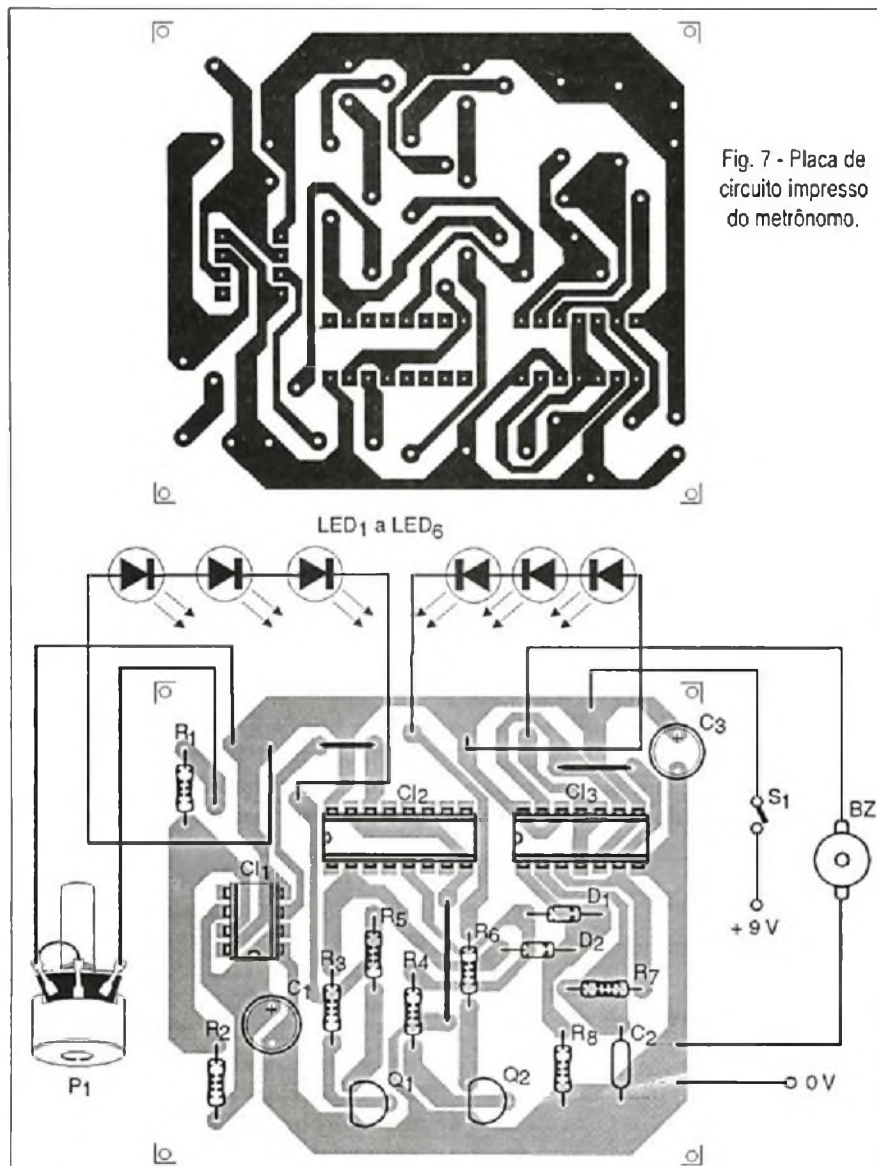 Fig. 7 - Placa de
circuito impresso
do metrônomo.
LED1 a LED6
R1
C3
S1
BZ
CI2
CI3
CI1
+ 9 V
D1
D2
R5
R6
R3
R4
R7
C1
R2
R8
C2
P1
Q1
Q2
0 V